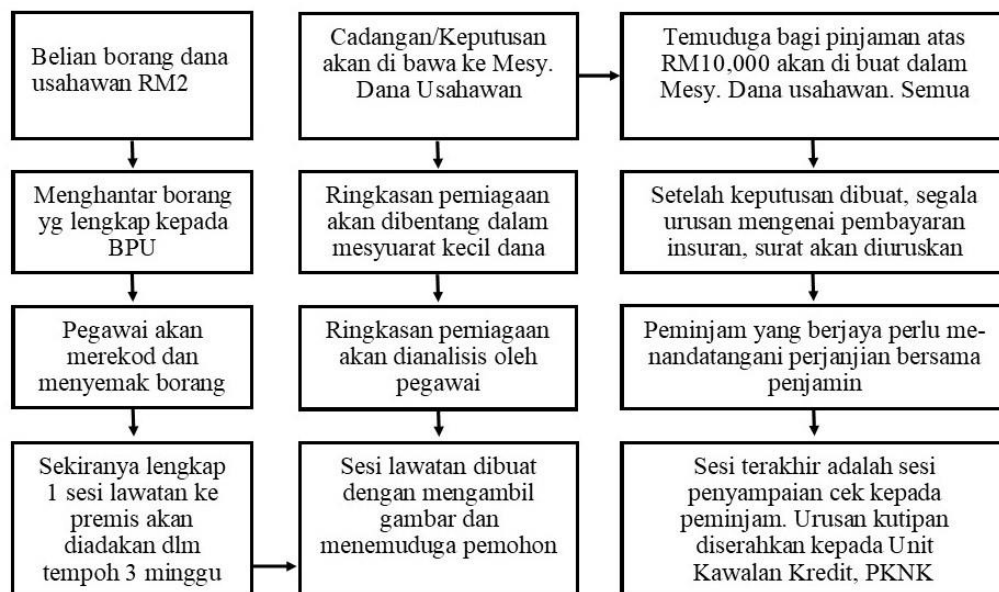 Belian borang dana
usahawan RM2
Menghantar borang
yg lengkap kepada
BPU
Pegawai akan
merekod dan
menyemak borang
Sekiranya lengkap
1 sesi lawatan ke
premis akan
diadakan dlm
tempoh 3 minggu
Cadangan/Keputusan
akan di bawa ke Mesy.
Dana Usahawan
Ringkasan perniagaan
akan dibentang dalam
mesyuarat kecil dana
Ringkasan perniagaan
akan dianalisis oleh
pegawai
Sesi lawatan dibuat
dengan mengambil
gambar dan
menemuduga pemohon
Temuduga bagi pinjaman atas
RM10,000 akan di buat dalam
Mesy. Dana usahawan. Semua
Setelah keputusan dibuat, segala
urusan mengenai pembayaran
insuran, surat akan diuruskan
Peminjam yang berjaya perlu me-
nandatangani perjanjian bersama
penjamin
Sesi terakhir adalah sesi
penyampaian cek kepada
peminjam. Urusan kutipan
diserahkan kepada Unit
Kawalan Kredit, PKNK